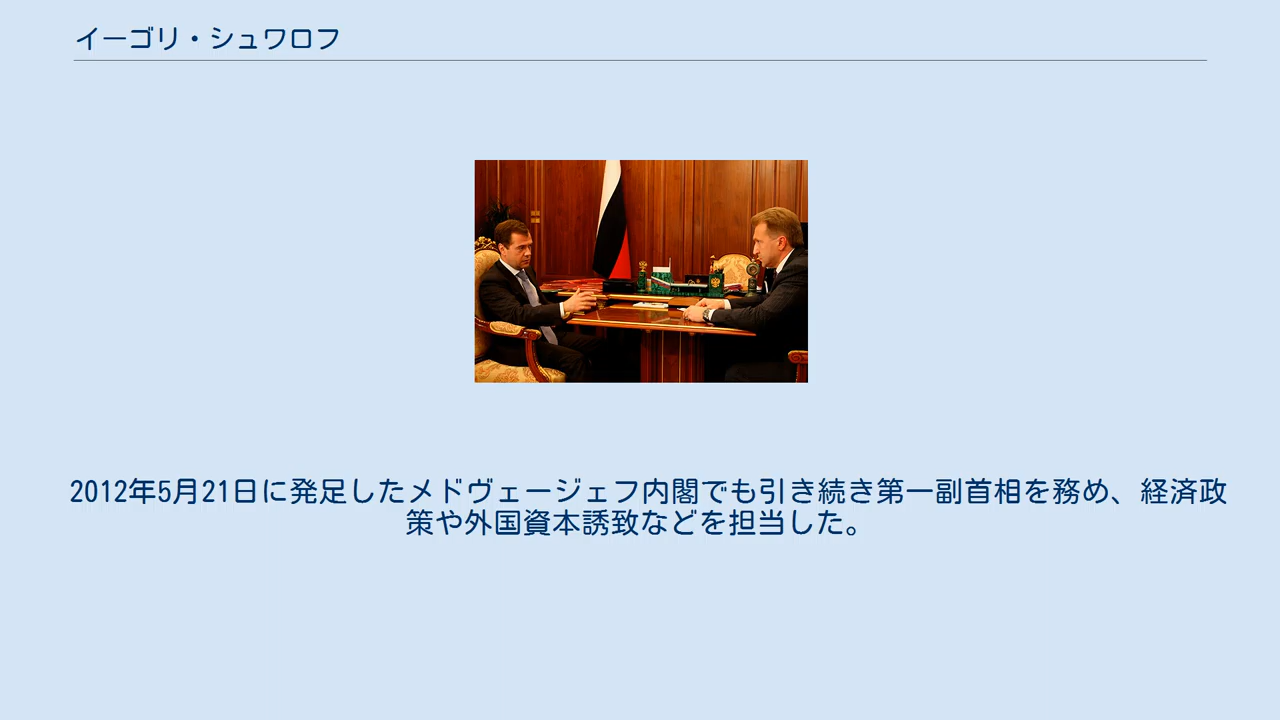 イーゴリ・シュワロフ
2012年5月21日に発足したメドヴェージェフ内閣でも引き続き第一副首相を務め、経済政
策や外国資本誘致などを担当した。